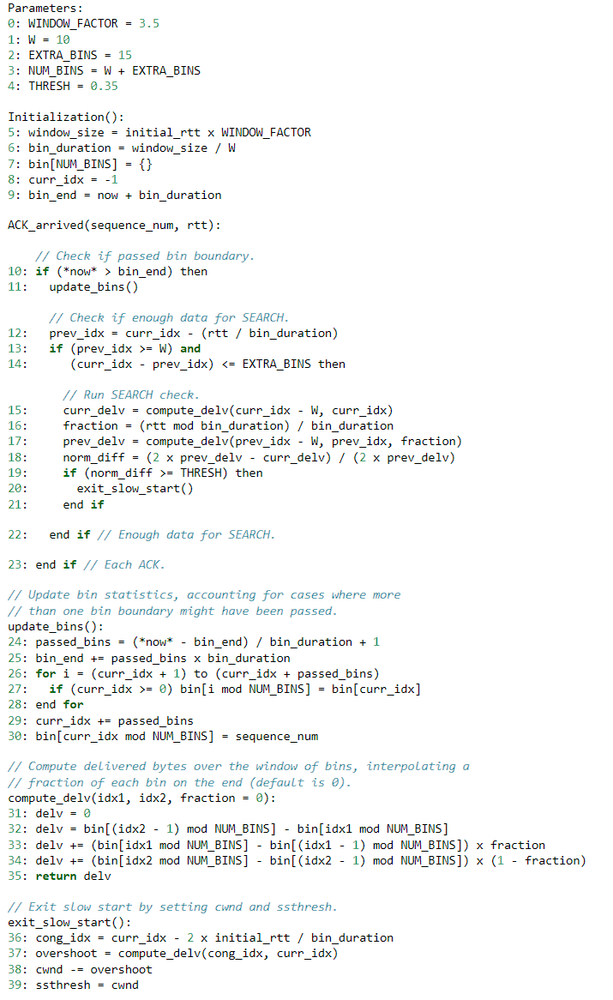 Parameters:
0: WINDOW_FACTOR = 3.5
1: W = 10
2: EXTRA_BINS = 15
3: NUM_BINS = W + EXTRA_BINS
4: THRESH = 0.35
Initialization():
5: window_size = initial_rtt x WINDOW_FACTOR
6: bin_duration = window_size / W
7: bin[NUM_BINS] = {}
8: curr_idx = -1
9: bin_end = now + bin_duration
ACK_arrived(sequence_num, rtt):
// Check if passed bin boundary.
10: if (*now* > bin_end) then
11:   update_bins()
// Check if enough data for SEARCH.
12:   prev_idx = curr_idx - (rtt / bin_duration)
13:   if (prev_idx >= W) and
14:      (curr_idx - prev_idx) <= EXTRA_BINS then
// Run SEARCH check.
15:     curr_delv = compute_delv(curr_idx - W, curr_idx)
16:     fraction = (rtt mod bin_duration) / bin_duration
17:     prev_delv = compute_delv(prev_idx - W, prev_idx, fraction)
18:     norm_diff = (2 x prev_delv - curr_delv) / (2 x prev_delv)
19:     if (norm_diff >= THRESH) then
20:       exit_slow_start()
21:     end if
22:   end if // Enough data for SEARCH.
23: end if // Each ACK.
// Update bin statistics, accounting for cases where more
// than one bin boundary might have been passed.
update_bins():
24: passed_bins = (*now* - bin_end) / bin_duration + 1
25: bin_end += passed_bins x bin_duration
26: for i = (curr_idx + 1) to (curr_idx + passed_bins)
27:   if (curr_idx >= 0) bin[i mod NUM_BINS] = bin[curr_idx]
28: end for
29: curr_idx += passed_bins
30: bin[curr_idx mod NUM_BINS] = sequence_num
// Compute delivered bytes over the window of bins, interpolating a
// fraction of each bin on the end (default is 0).
compute_delv(idx1, idx2, fraction = 0):
31: delv = 0
32: delv = bin[(idx2 - 1) mod NUM_BINS] - bin[idx1 mod NUM_BINS]
33: delv += (bin[idx1 mod NUM_BINS] - bin[(idx1 - 1) mod NUM_BINS]) x fraction
34: delv += (bin[idx2 mod NUM_BINS] - bin[(idx2 - 1) mod NUM_BINS]) x (1 - fraction)
35: return delv
// Exit slow start by setting cwnd and ssthresh.
exit_slow_start():
36: cong_idx = curr_idx - 2 x initial_rtt / bin_duration
37: overshoot = compute_delv(cong_idx, curr_idx)
38: cwnd -= overshoot
39: ssthresh = cwnd